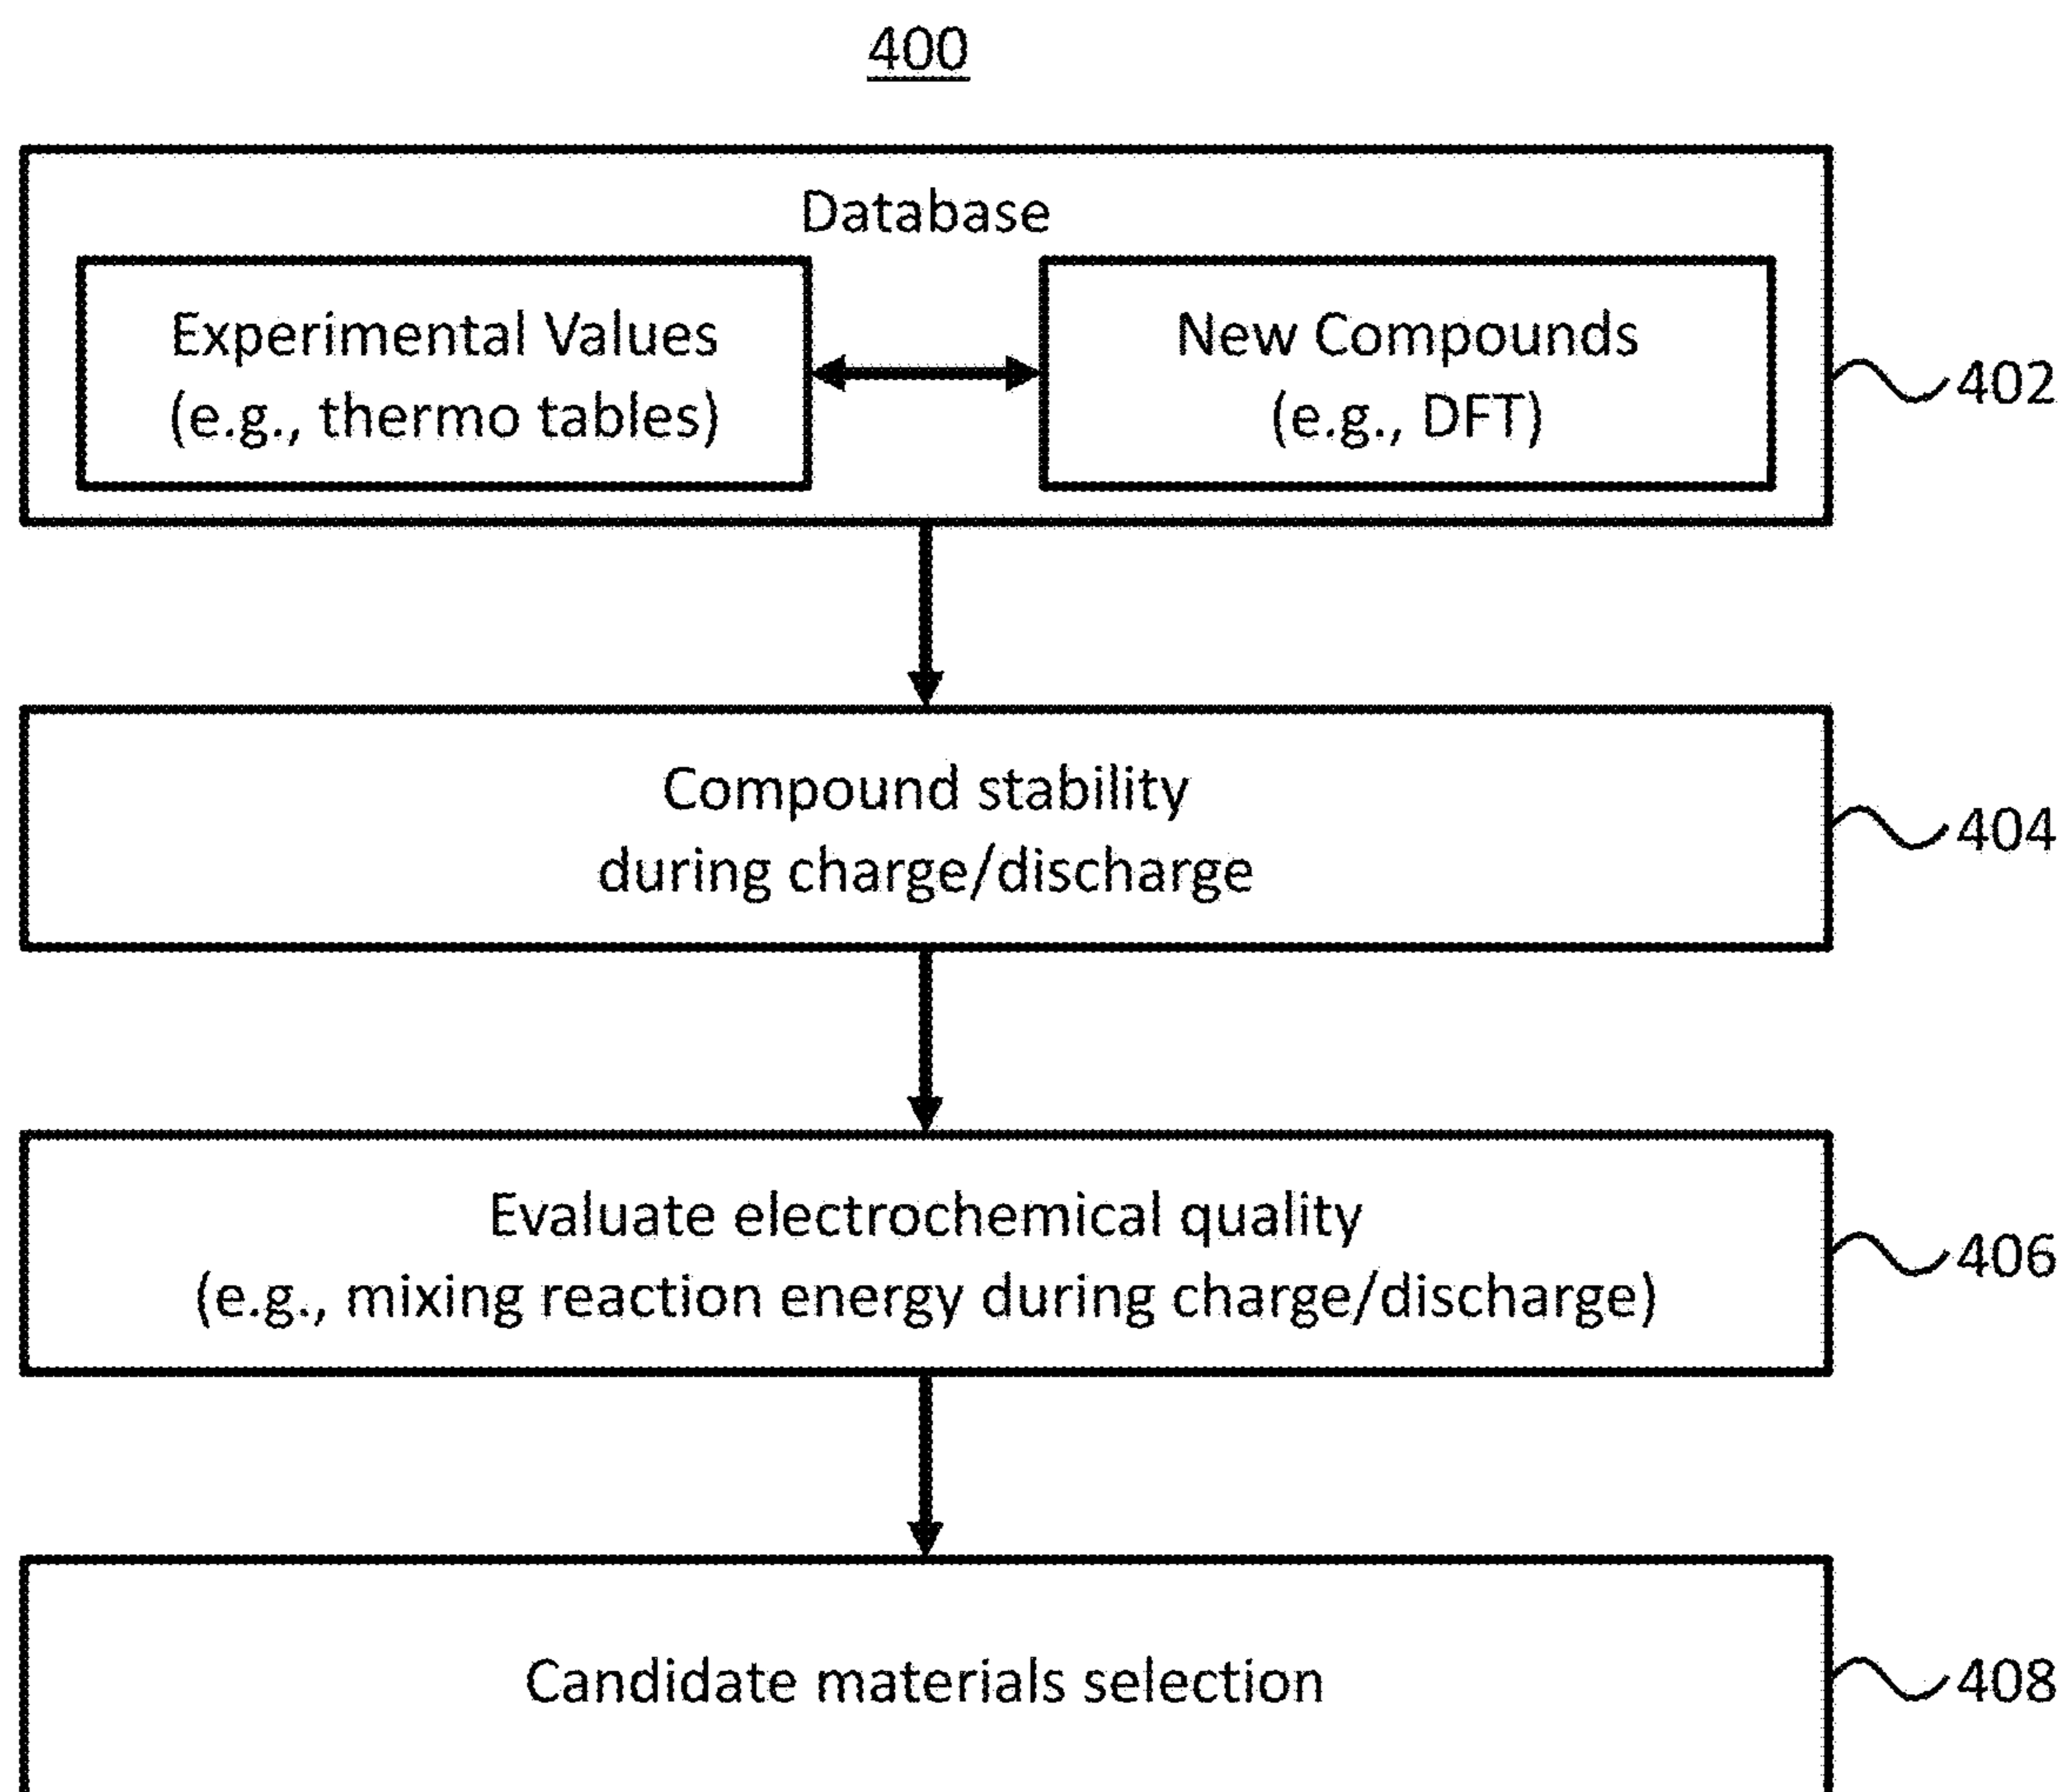 400
Database
Experimental Values
(e.g., thermo tables)
New Compounds
(e.g., DFT)
402
Compound stability
during charge/discharge
404
Evaluate electrochemical quality
(e.g., mixing reaction energy during charge/discharge)
406
Candidate materials selection
408